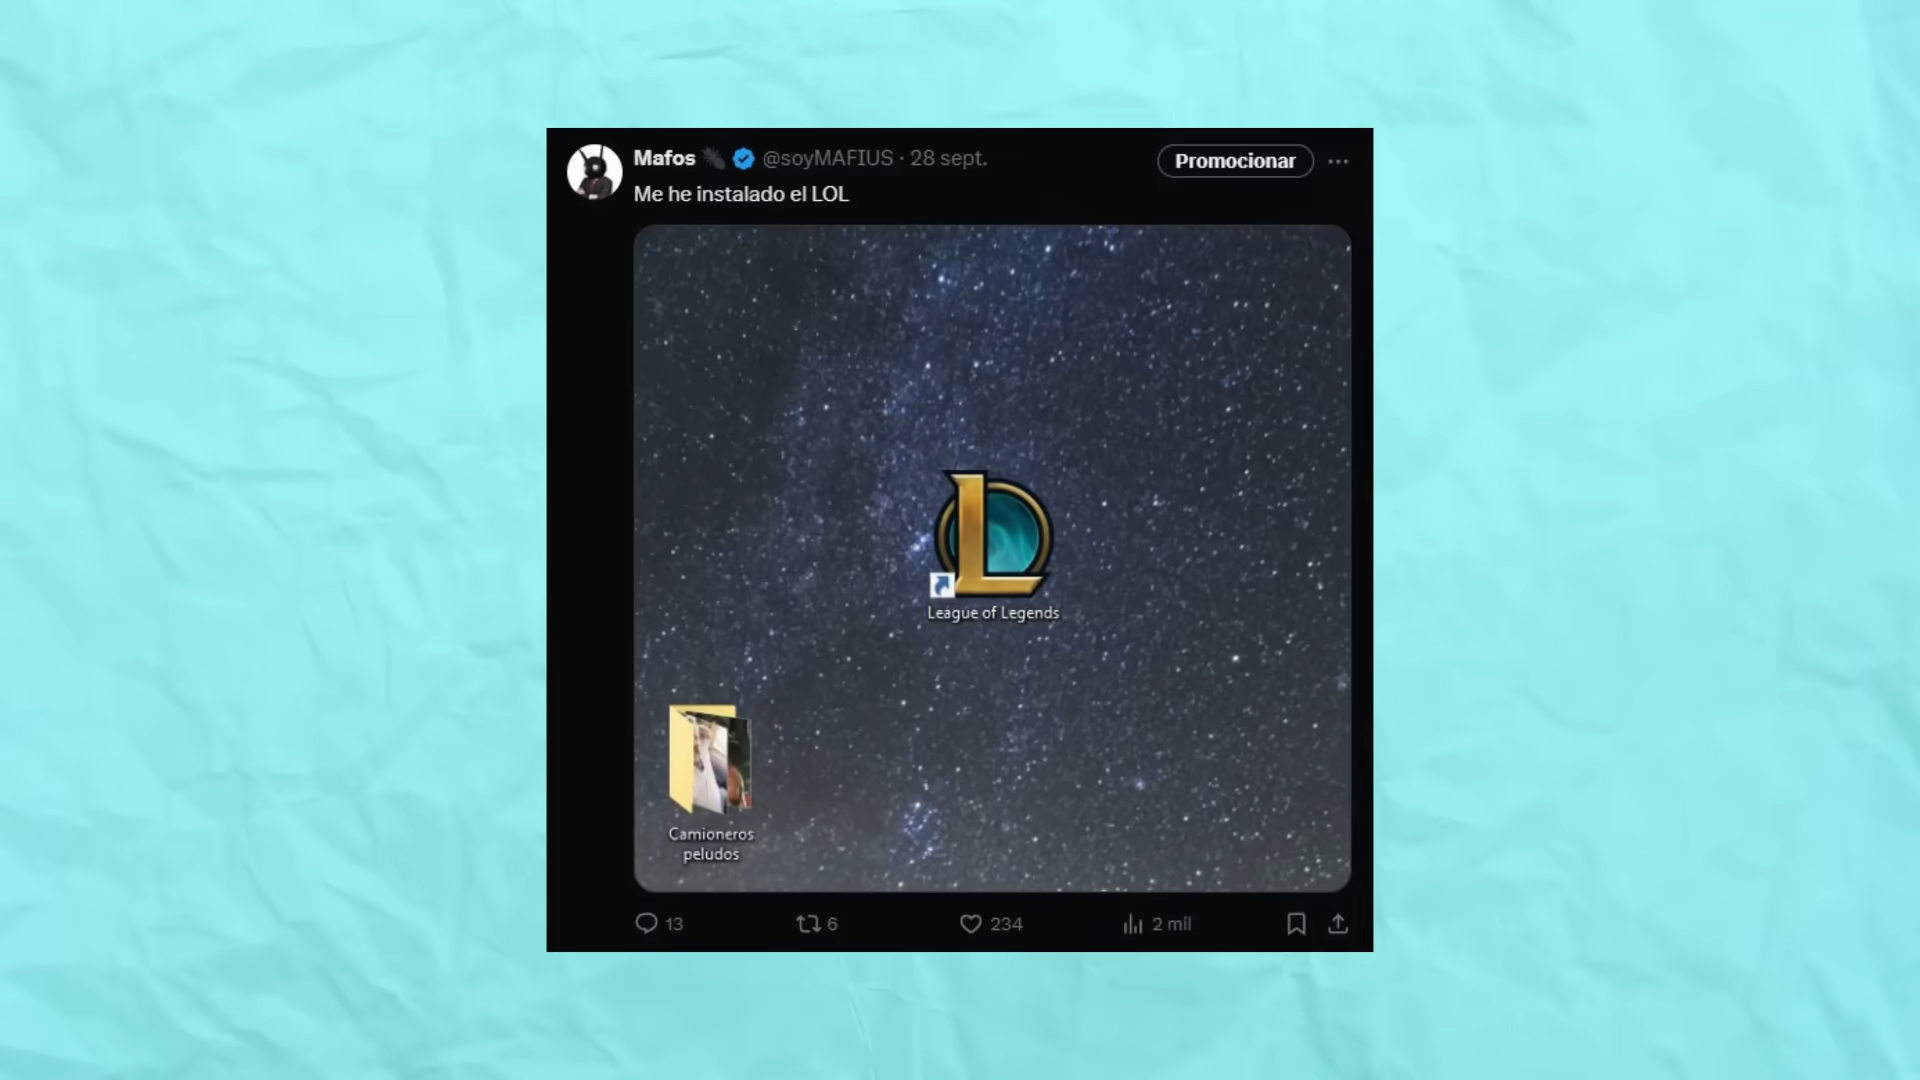 Mafos @soyMAFIUS · 28 sept.
Promocionar
Me he instalado el LOL
League of Legends
Camioneros
peludos
13
6
234
2 mil